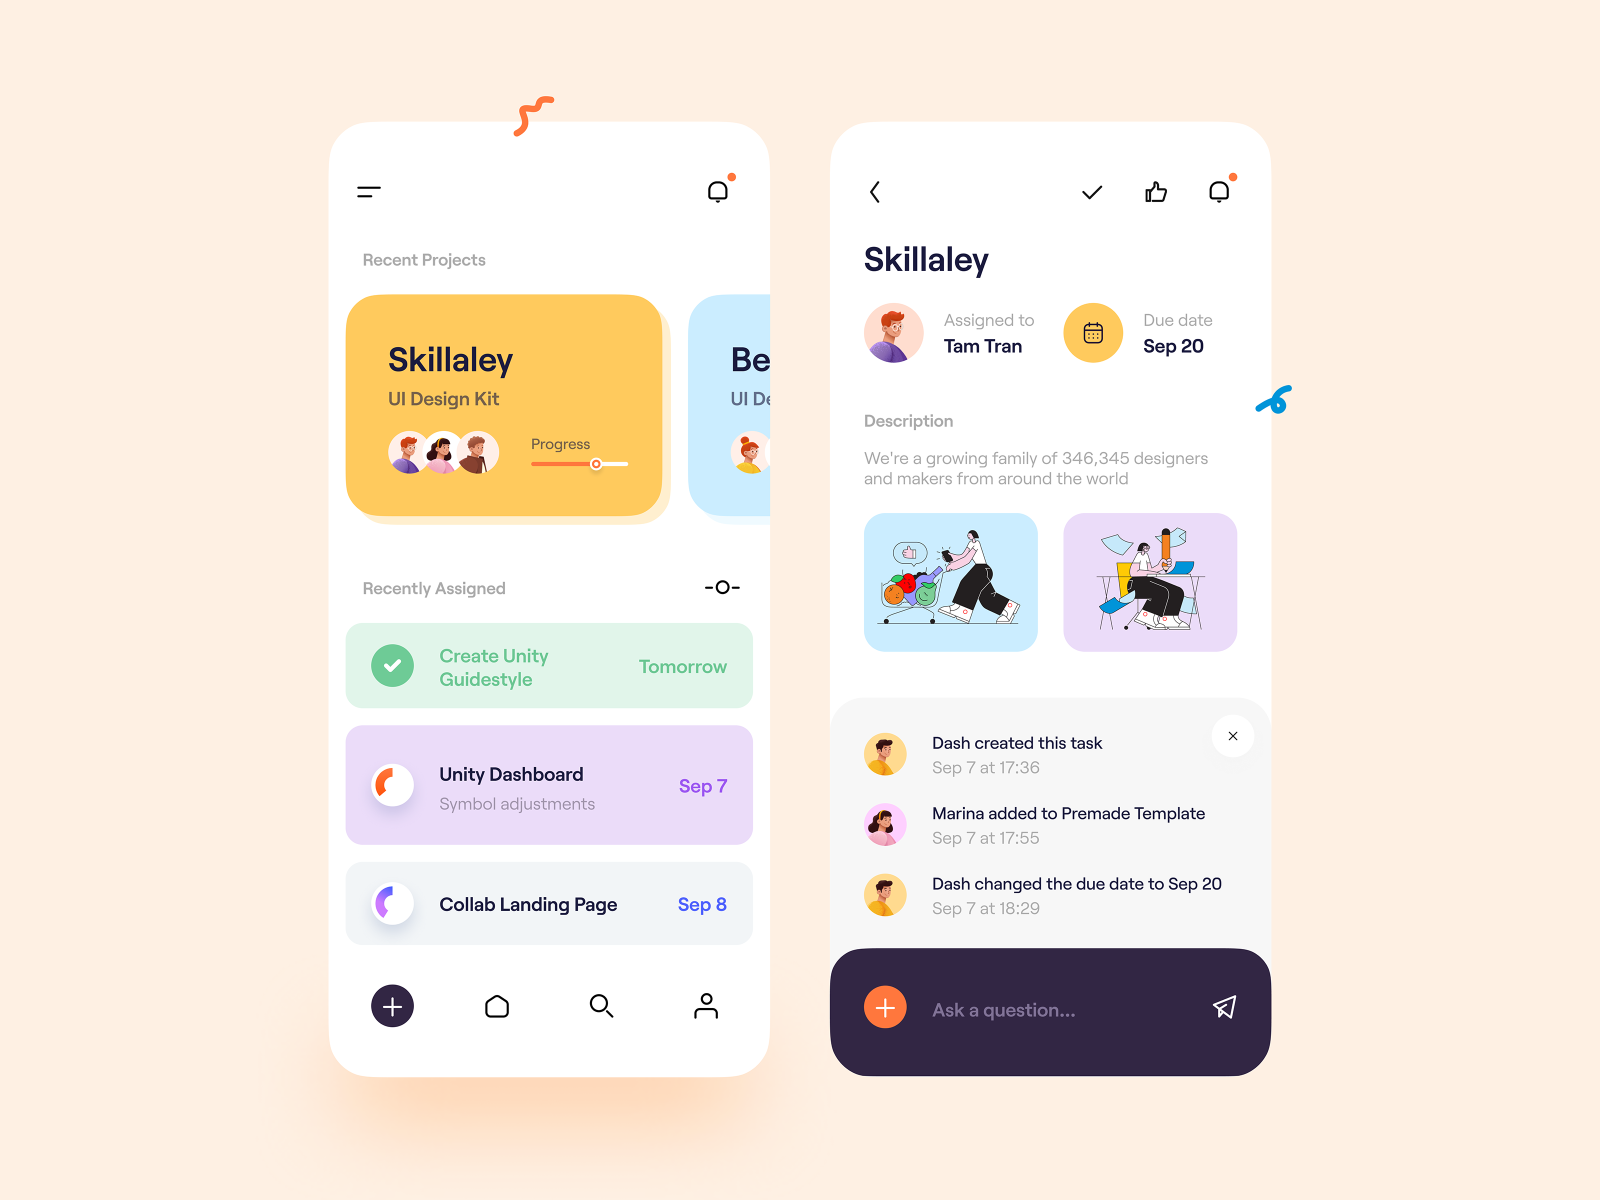 Recent Projects
Skillaley
UI Design Kit
Progress
Be
UI De
Recently Assigned
Create Unity
Guidestyle
Tomorrow
Unity Dashboard
Symbol adjustments
Sep 7
Collab Landing Page
Sep 8
Skillaley
Assigned to
Tam Tran
Due date
Sep 20
Description
We're a growing family of 346,345 designers
and makers from around the world
Dash created this task
Sep 7 at 17:36
Marina added to Premade Template
Sep 7 at 17:55
Dash changed the due date to Sep 20
Sep 7 at 18:29
Ask a question...